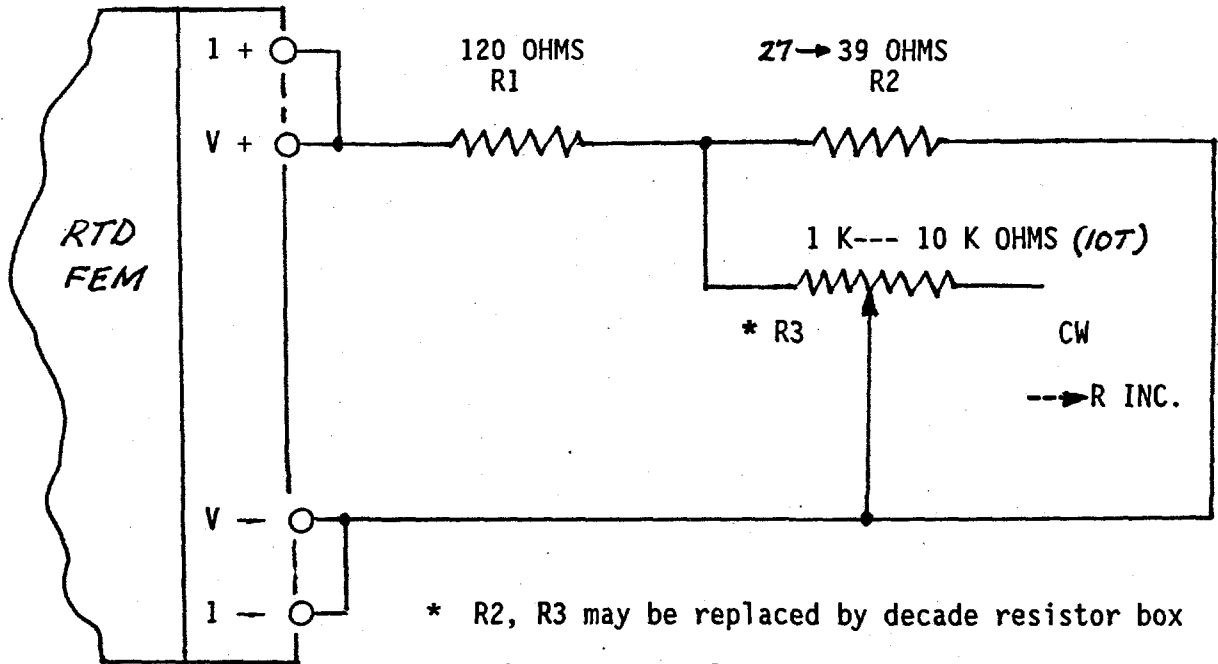 1 +
120 OHMS
R1
27→39 OHMS
R2
V +
RTD
FEM
1 K--- 10 K OHMS (10T)
* R3
CW
--→R INC.
V —
1 —
* R2, R3 may be replaced by decade resistor box